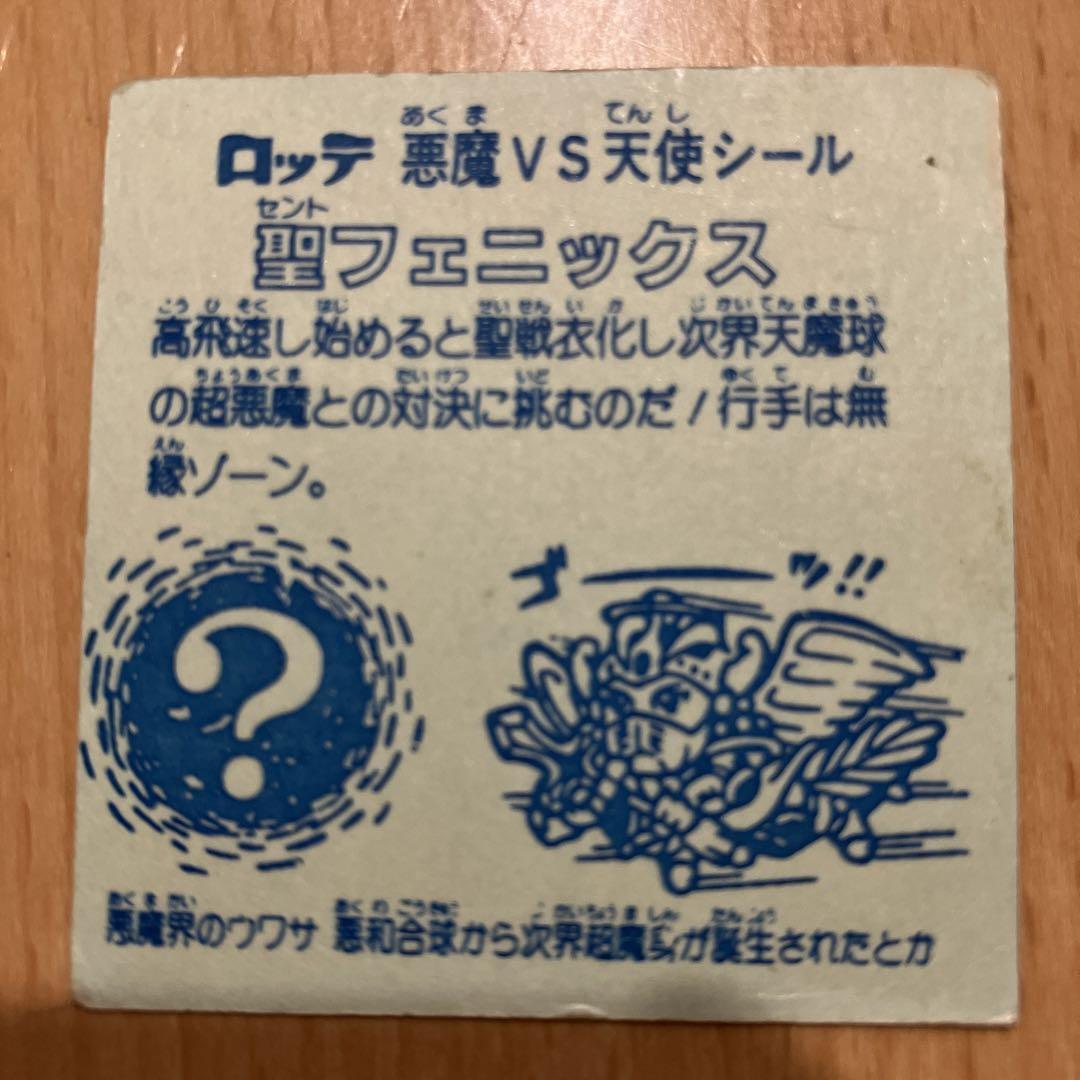 ロッテ 悪魔VS天使シール
聖フェニックス
高飛速し始めると聖戦衣化し次界天魔球
の超悪魔との対決に挑むのだ!行手は無
縁ゾーン。
?
ゴーッ!!
悪魔界のウワサ 悪和合球から次界超魔身が誕生されたとか